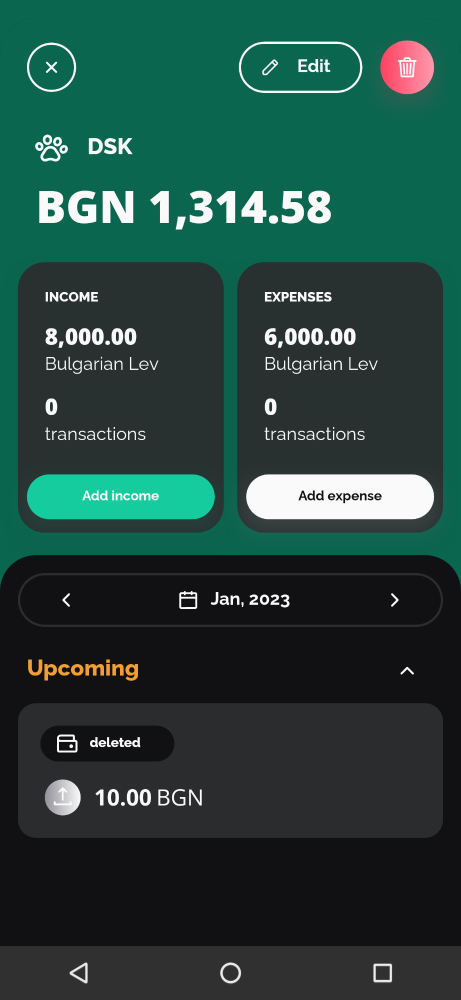 Edit
DSK
BGN 1,314.58
INCOME
8,000.00
Bulgarian Lev
0
transactions
Add income
EXPENSES
6,000.00
Bulgarian Lev
0
transactions
Add expense
Jan, 2023
Upcoming
deleted
10.00 BGN